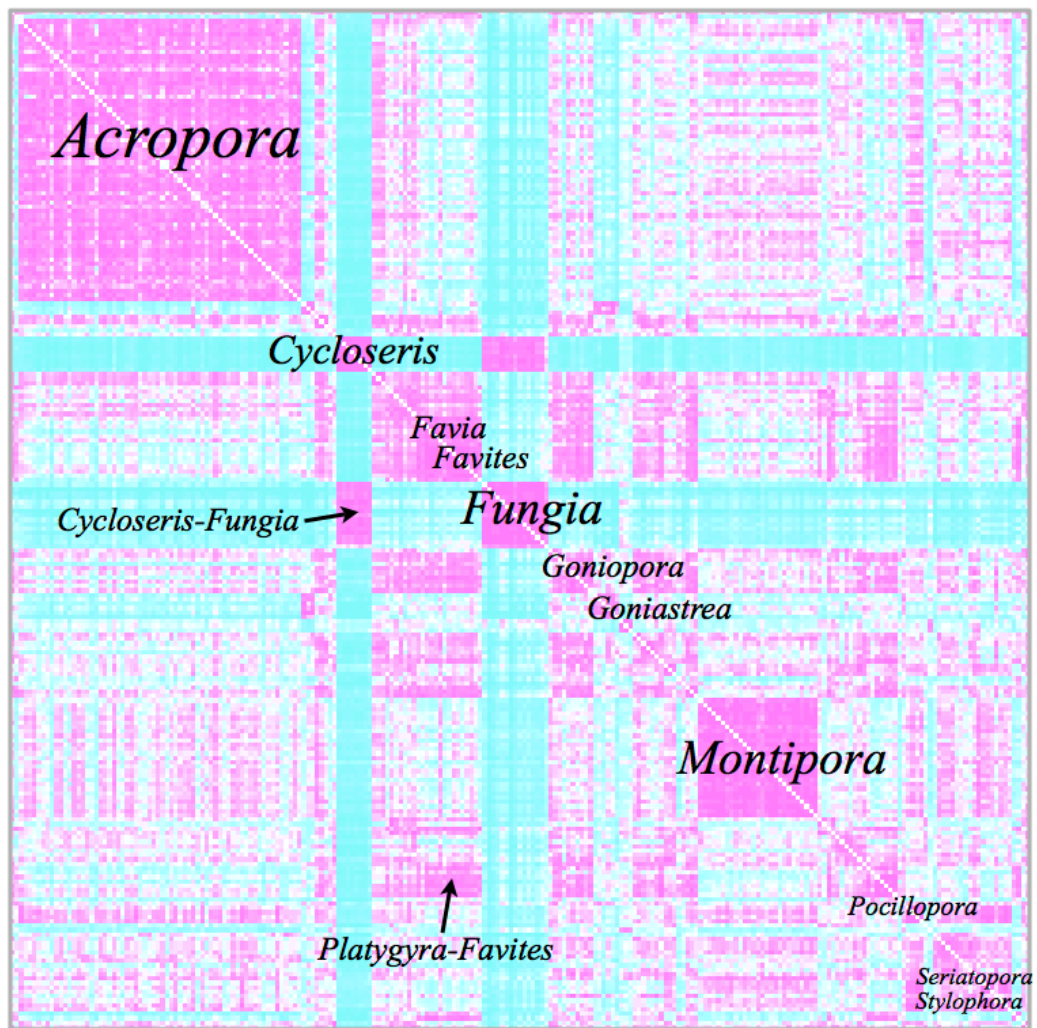 Acropora
Cycloseris
Favia
Favites
Fungia
Cycloseris-Fungia
Goniopora
Goniastrea
Montipora
Pocillopora
Platygyra-Favites
Seriatopora
Stylophora